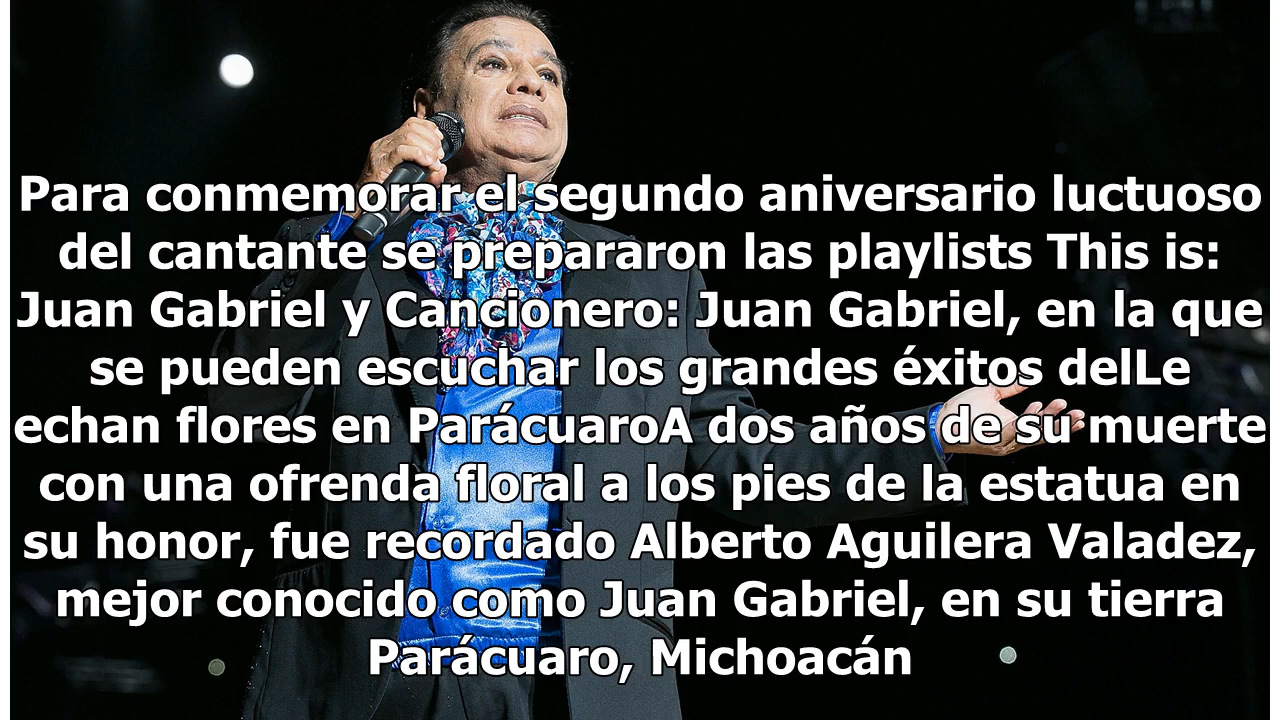 Para conmemorar el segundo aniversario luctuoso
del cantante se prepararon las playlists This is:
Juan Gabriel y Cancionero: Juan Gabriel, en la que
se pueden escuchar los grandes éxitos delLe
echan flores en ParácuaroA dos años de su muerte
con una ofrenda floral a los pies de la estatua en
su honor, fue recordado Alberto Aguilera Valadez,
mejor conocido como Juan Gabriel, en su tierra
Parácuaro, Michoacán